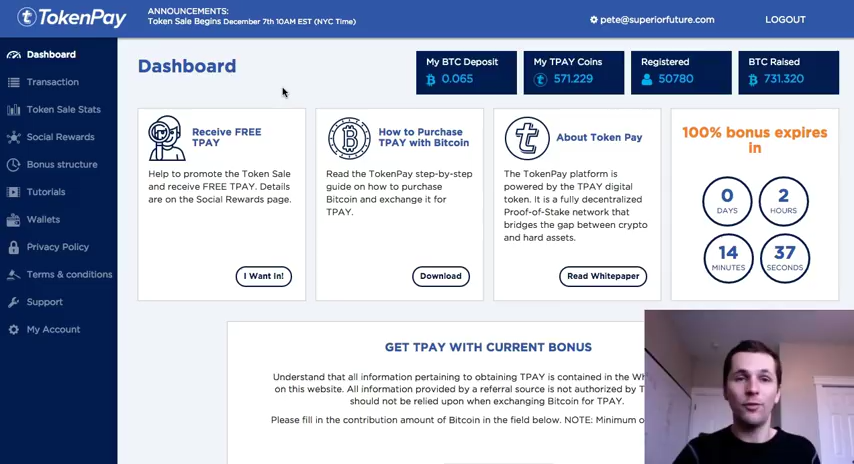 TokenPay
ANNOUNCEMENTS:
Token Sale Begins December 7th 10AM EST (NYC Time)
pete@superiorfuture.com
LOGOUT
Dashboard
Transaction
Token Sale Stats
Social Rewards
Bonus structure
Tutorials
Wallets
Privacy Policy
Terms & conditions
Support
My Account
Dashboard
My BTC Deposit
0.065
My TPAY Coins
571.229
Registered
50780
BTC Raised
731.320
Receive FREE
TPAY
Help to promote the Token Sale
and receive FREE TPAY. Details
are on the Social Rewards page.
I Want In!
How to Purchase
TPAY with Bitcoin
Read the TokenPay step-by-step
guide on how to purchase
Bitcoin and exchange it for
TPAY.
Download
About Token Pay
The TokenPay platform is
powered by the TPAY digital
token. It is a fully decentralized
Proof-of-Stake network that
bridges the gap between crypto
and hard assets.
Read Whitepaper
100% bonus expires
in
0
DAYS
2
HOURS
14
MINUTES
37
SECONDS
GET TPAY WITH CURRENT BONUS
Understand that all information pertaining to obtaining TPAY is contained in the Wh
on this website. All information provided by a referral source is not authorized by T
should not be relied upon when exchanging Bitcoin for TPAY.
Please fill in the contribution amount of Bitcoin in the field below. NOTE: Minimum o